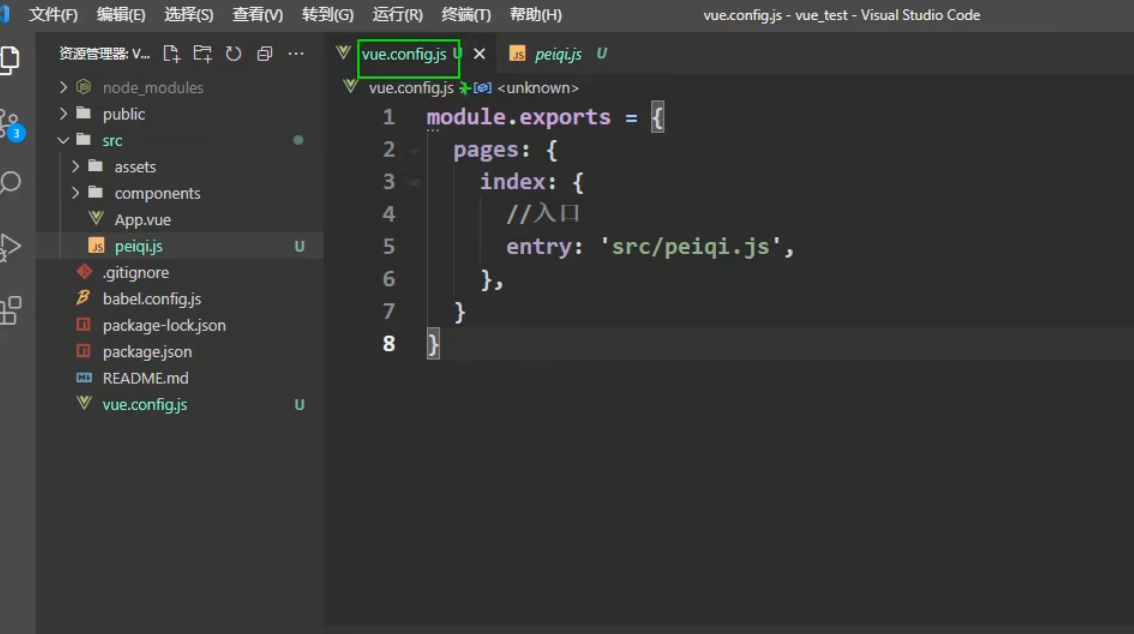 文件(F) 编辑(E) 选择(S) 查看(V) 转到(G) 运行(R) 终端(T) 帮助(H) vue.config.js - vue_test - Visual Studio Code
资源管理器: V...
vue.config.js U
peiqi.js U
vue.config.js <unknown>
3
node_modules
public
src
assets
components
App.vue
peiqi.js U
.gitignore
babel.config.js
package-lock.json
package.json
README.md
vue.config.js U
1 module.exports = {
2 pages: {
3 index: {
4 //入口
5 entry: 'src/peiqi.js',
6 },
7 }
8 }